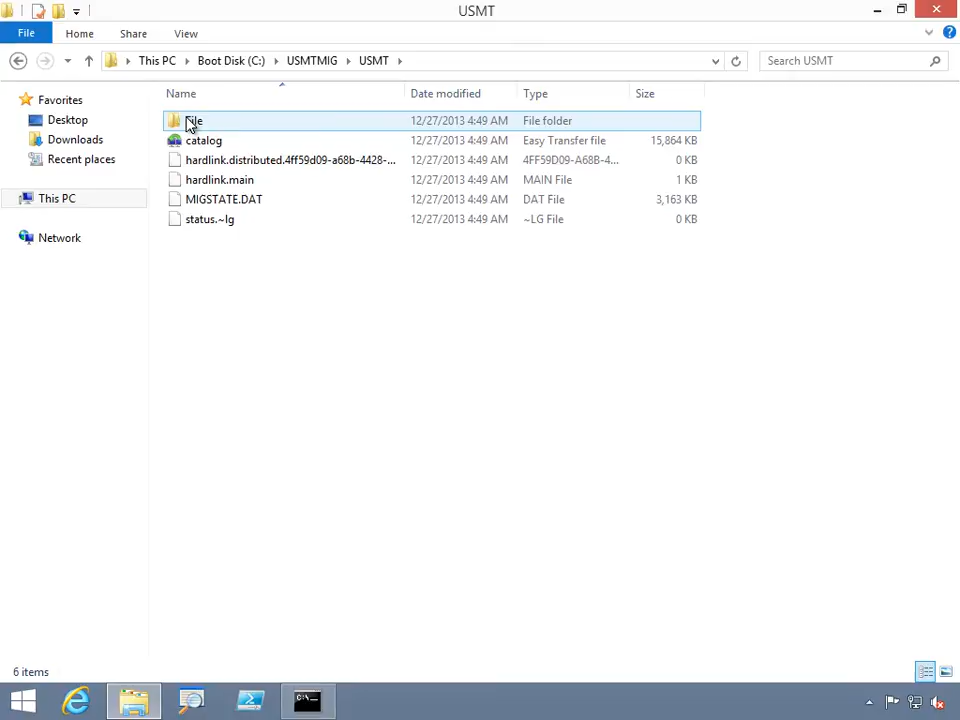 USMT
File
Home
Share
View
This PC
Boot Disk (C:)
USMTMIG
USMT
Search USMT
Name
Date modified
Type
Size
Favorites
Desktop
Downloads
Recent places
This PC
Network
File 12/27/2013 4:49 AM File folder
catalog 12/27/2013 4:49 AM Easy Transfer file 15,864 KB
hardlink.distributed.4ff59d09-a68b-4428-... 12/27/2013 4:49 AM 4FF59D09-A68B-4... 0 KB
hardlink.main 12/27/2013 4:49 AM MAIN File 1 KB
MIGSTATE.DAT 12/27/2013 4:49 AM DAT File 3,163 KB
status.~lg 12/27/2013 4:49 AM ~LG File 0 KB
6 items
C:\_